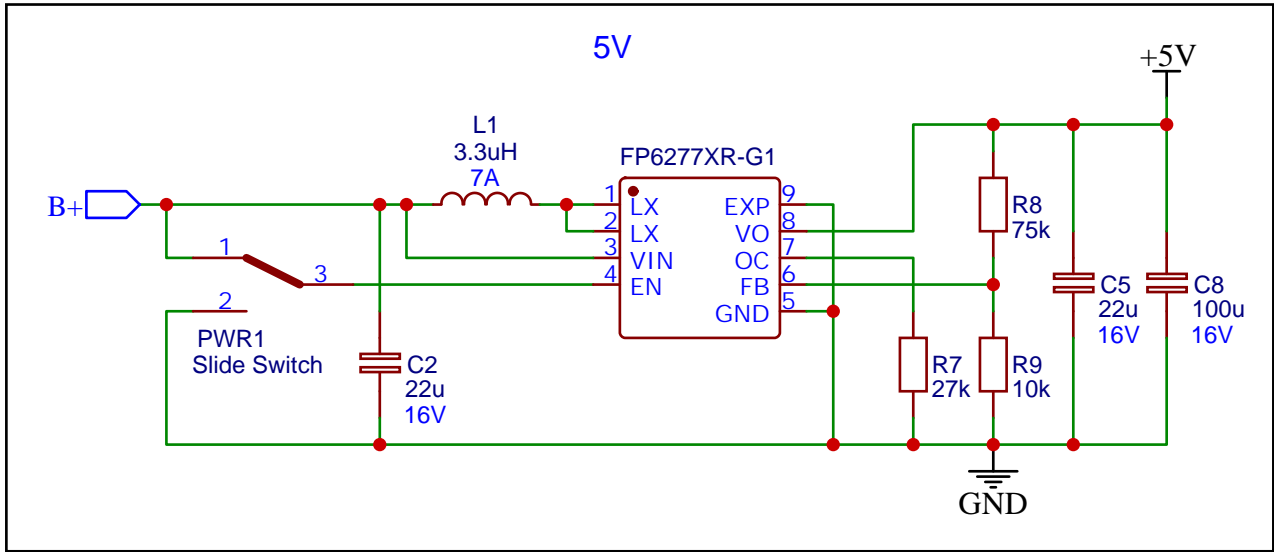 5V
+5V
L1
3.3uH
7A
FP6277XR-G1
B+
1
LX
2
LX
3
VIN
4
EN
9
EXP
8
VO
7
OC
6
FB
5
GND
1
3
2
PWR1
Slide Switch
C2
22u
16V
R8
75k
R7
27k
R9
10k
C5
22u
16V
C8
100u
16V
GND